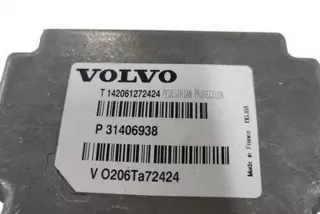 VOLVO
T 142061272424 PEDESTRIAN PROTECTION
P 31406938
V O206Ta72424
Made in France